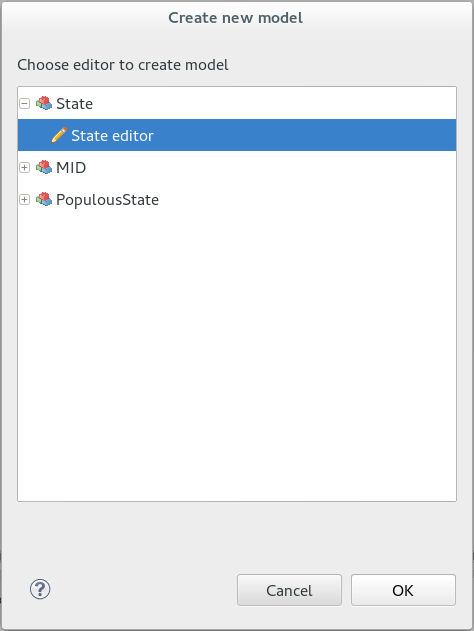 Create new model
Choose editor to create model
State
State editor
MID
PopulousState
?
Cancel
OK